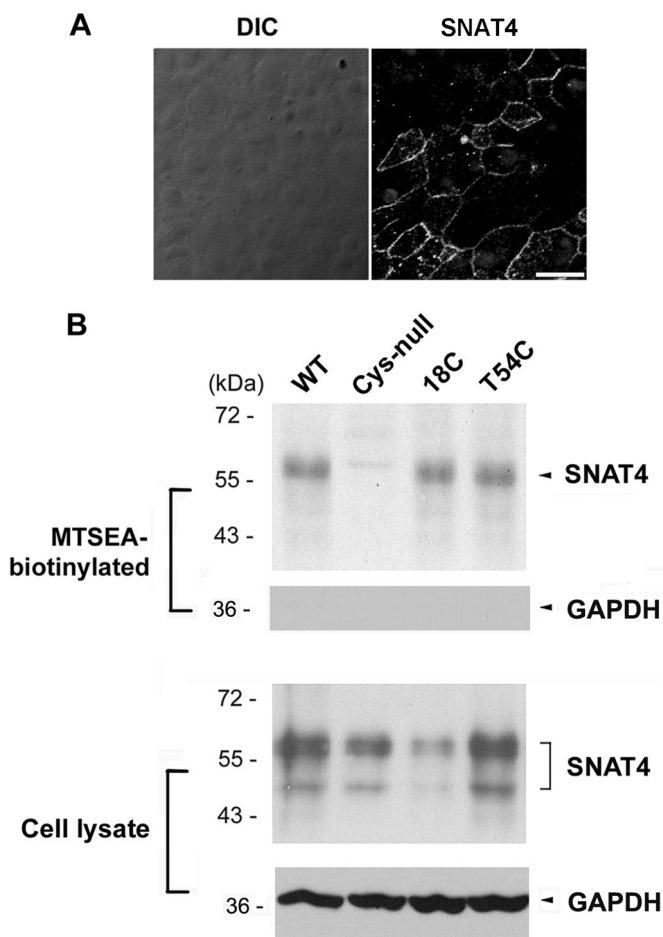 A
DIC
SNAT4
B
(kDa)
WT
Cys-null
18C
T54C
72 -
55 -
43 -
36 -
MTSEA-
biotinylated
SNAT4
GAPDH
72 -
55 -
43 -
36 -
Cell lysate
SNAT4
GAPDH